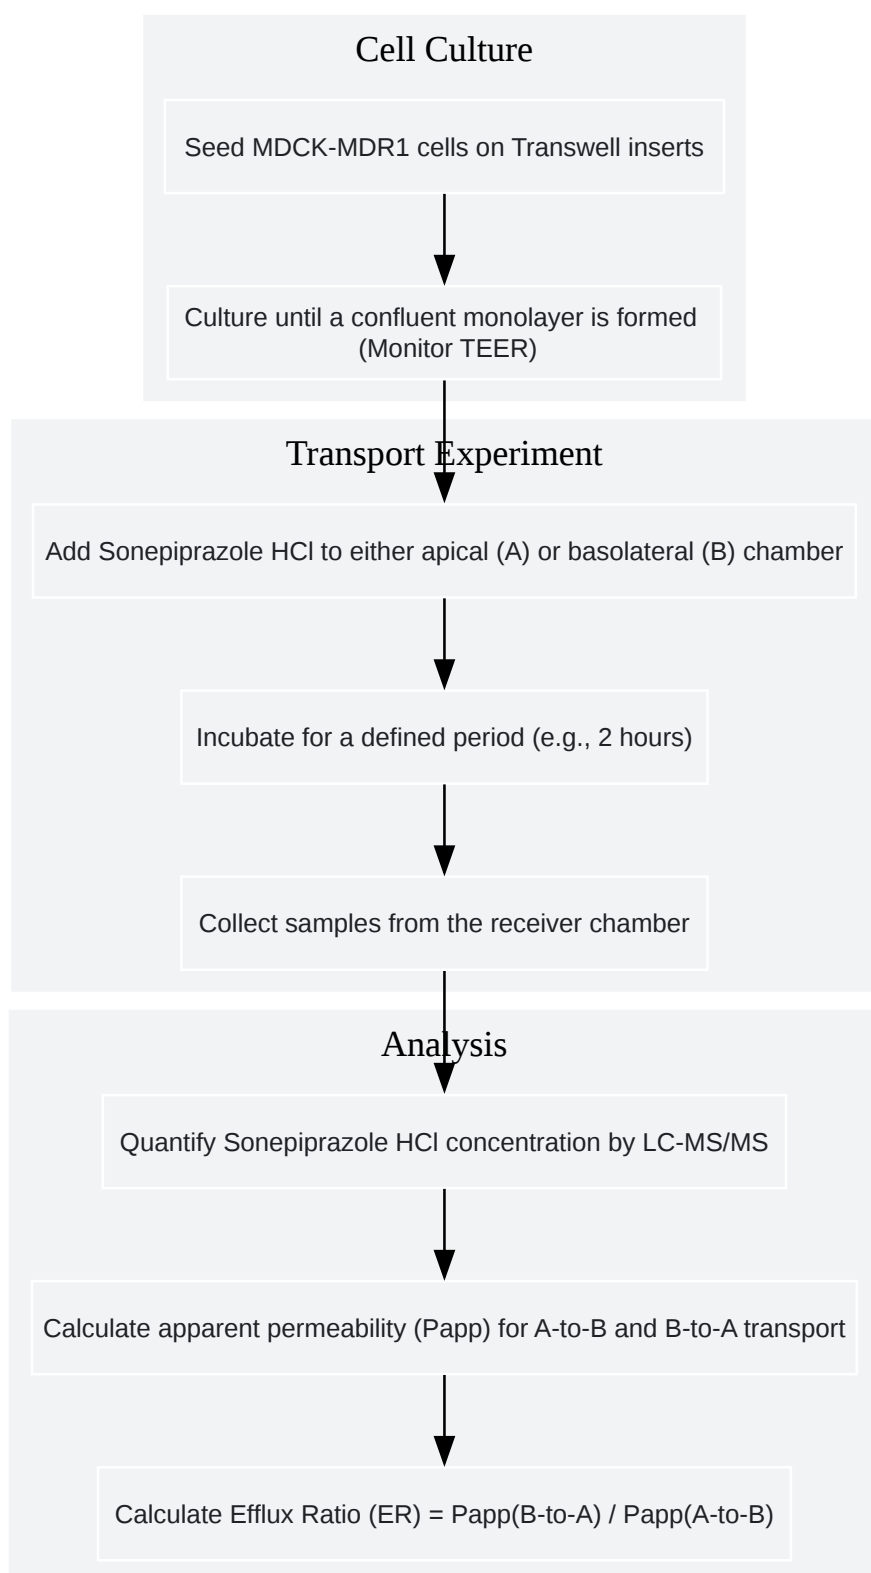 Cell Culture
Seed MDCK-MDR1 cells on Transwell inserts
Culture until a confluent monolayer is formed
(Monitor TEER)
Transport Experiment
Add Sonepiprazole HCl to either apical (A) or basolateral (B) chamber
Incubate for a defined period (e.g., 2 hours)
Collect samples from the receiver chamber
Analysis
Quantify Sonepiprazole HCl concentration by LC-MS/MS
Calculate apparent permeability (Papp) for A-to-B and B-to-A transport
Calculate Efflux Ratio (ER) = Papp(B-to-A) / Papp(A-to-B)